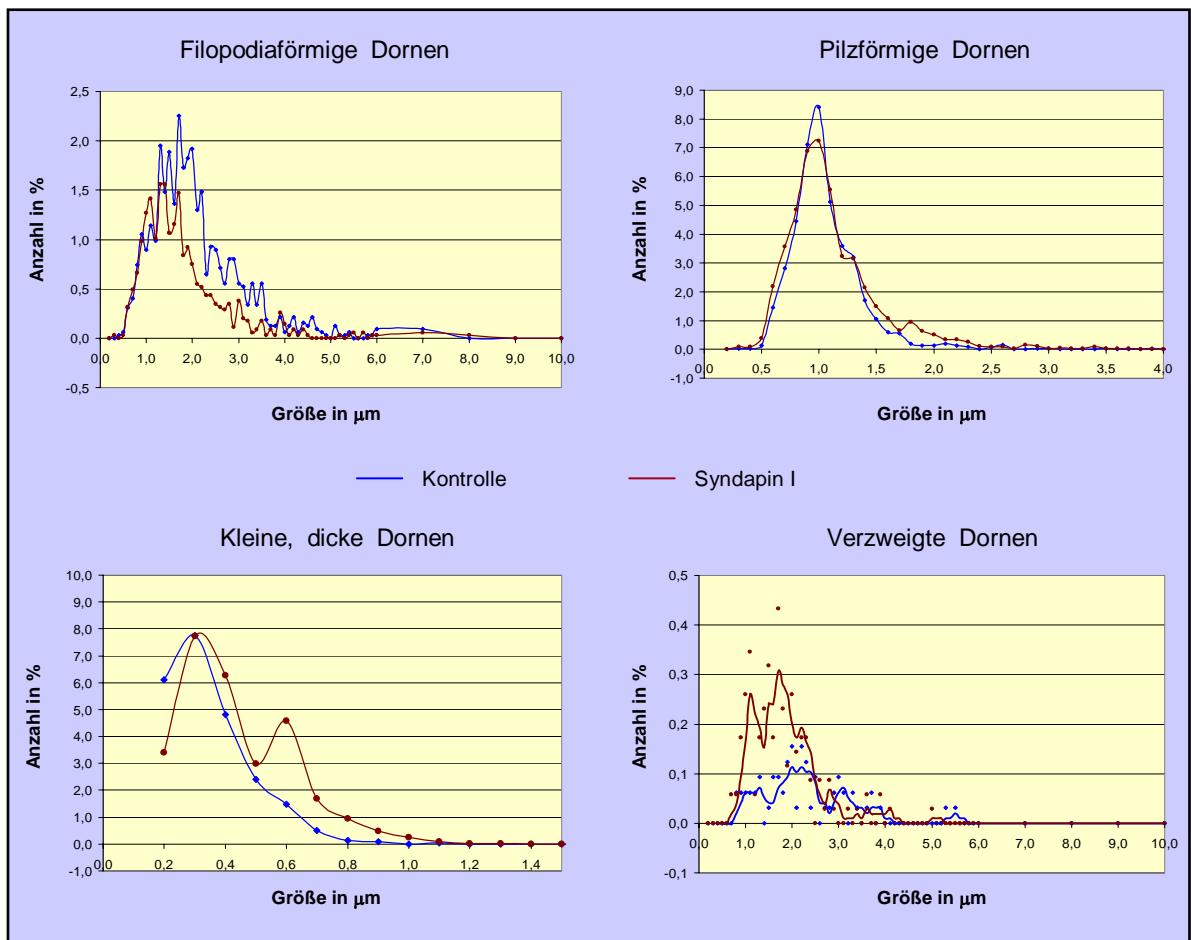 Filopodiaförmige Dornen
2,5
2,0
1,5
1,0
0,5
0,0
-0,5
0,0 1,0 2,0 3,0 4,0 5,0 6,0 7,0 8,0 9,0 10,0
Anzahl in %
Größe in µm
Pilzförmige Dornen
9,0
8,0
7,0
6,0
5,0
4,0
3,0
2,0
1,0
0,0
-1,0
0,0 0,5 1,0 1,5 2,0 2,5 3,0 3,5 4,0
Anzahl in %
Größe in µm
Kontrolle
Syndapin I
Kleine, dicke Dornen
10,0
9,0
8,0
7,0
6,0
5,0
4,0
3,0
2,0
1,0
0,0
-1,0
0,0 0,2 0,4 0,6 0,8 1,0 1,2 1,4
Anzahl in %
Größe in µm
Verzweigte Dornen
0,5
0,4
0,3
0,2
0,1
0,0
-0,1
0,0 1,0 2,0 3,0 4,0 5,0 6,0 7,0 8,0 9,0 10,0
Anzahl in %
Größe in µm